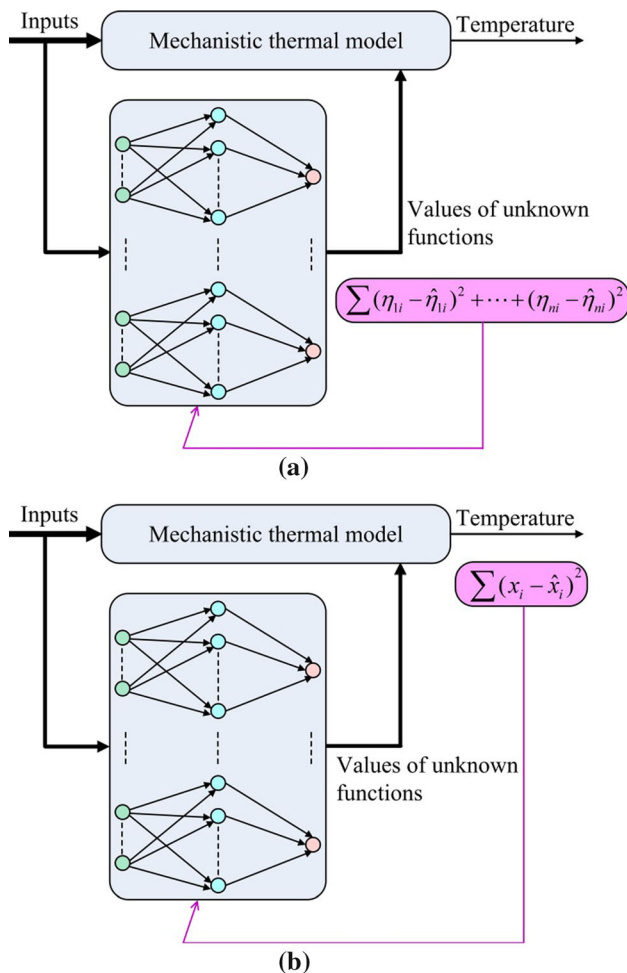 Inputs
Temperature
Mechanistic thermal model
Values of unknown
functions
∑(η₁ᵢ − η̂₁ᵢ)² + ⋯ + (ηₙᵢ − η̂ₙᵢ)²
(a)
Inputs
Temperature
Mechanistic thermal model
∑(xᵢ − x̂ᵢ)²
Values of unknown
functions
(b)